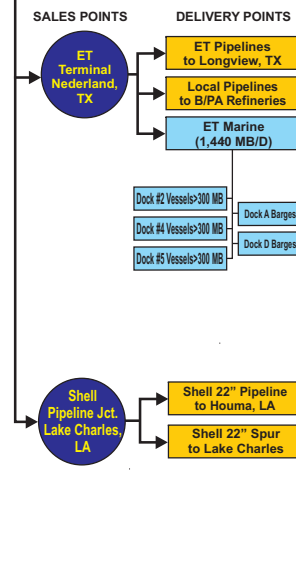 SALES POINTS
DELIVERY POINTS
ET
Terminal
Nederland,
TX
ET Pipelines
to Longview, TX
Local Pipelines
to B/PA Refineries
ET Marine
(1,440 MB/D)
Dock #2 Vessels>300 MB
Dock A Barges
Dock #4 Vessels>300 MB
Dock D Barges
Dock #5 Vessels>300 MB
Shell
Pipeline Jct.
Lake Charles,
LA
Shell 22” Pipeline
to Houma, LA
Shell 22” Spur
to Lake Charles